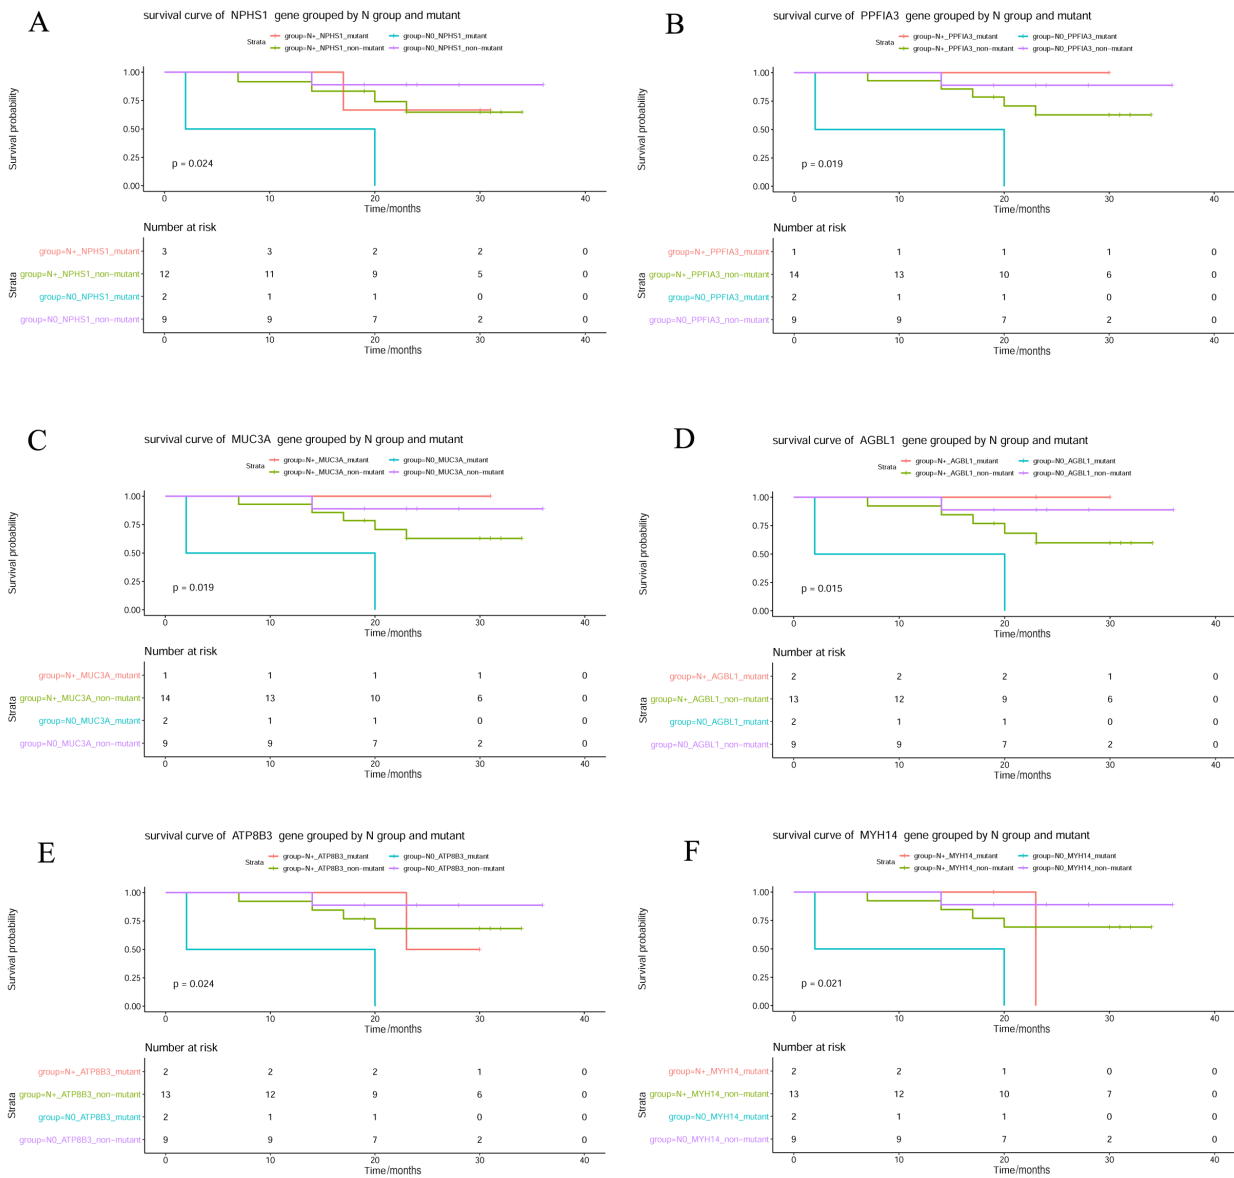 A
survival curve of NPHS1 gene grouped by N group and mutant
Strata
group=N+_NPHS1_mutant group=N0_NPHS1_mutant
group=N+_NPHS1_non-mutant group=N0_NPHS1_non-mutant
Survival probability
1.00
0.75
0.50
0.25
0.00
p = 0.024
0 10 20 30 40
Time/months
Number at risk
Strata
group=N+_NPHS1_mutant 3 3 2 2 0
group=N+_NPHS1_non-mutant 12 11 9 5 0
group=N0_NPHS1_mutant 2 1 1 0 0
group=N0_NPHS1_non-mutant 9 9 7 2 0
0 10 20 30 40
Time/months
B
survival curve of PPFIA3 gene grouped by N group and mutant
Strata
group=N+_PPFIA3_mutant group=N0_PPFIA3_mutant
group=N+_PPFIA3_non-mutant group=N0_PPFIA3_non-mutant
Survival probability
1.00
0.75
0.50
0.25
0.00
p = 0.019
0 10 20 30 40
Time/months
Number at risk
Strata
group=N+_PPFIA3_mutant 1 1 1 1 0
group=N+_PPFIA3_non-mutant 14 13 10 6 0
group=N0_PPFIA3_mutant 2 1 1 0 0
group=N0_PPFIA3_non-mutant 9 9 7 2 0
0 10 20 30 40
Time/months
C
survival curve of MUC3A gene grouped by N group and mutant
Strata
group=N+_MUC3A_mutant group=N0_MUC3A_mutant
group=N+_MUC3A_non-mutant group=N0_MUC3A_non-mutant
Survival probability
1.00
0.75
0.50
0.25
0.00
p = 0.019
0 10 20 30 40
Time/months
Number at risk
Strata
group=N+_MUC3A_mutant 1 1 1 1 0
group=N+_MUC3A_non-mutant 14 13 10 6 0
group=N0_MUC3A_mutant 2 1 1 0 0
group=N0_MUC3A_non-mutant 9 9 7 2 0
0 10 20 30 40
Time/months
D
survival curve of AGBL1 gene grouped by N group and mutant
Strata
group=N+_AGBL1_mutant group=N0_AGBL1_mutant
group=N+_AGBL1_non-mutant group=N0_AGBL1_non-mutant
Survival probability
1.00
0.75
0.50
0.25
0.00
p = 0.015
0 10 20 30 40
Time/months
Number at risk
Strata
group=N+_AGBL1_mutant 2 2 2 1 0
group=N+_AGBL1_non-mutant 13 12 9 6 0
group=N0_AGBL1_mutant 2 1 1 0 0
group=N0_AGBL1_non-mutant 9 9 7 2 0
0 10 20 30 40
Time/months
E
survival curve of ATP8B3 gene grouped by N group and mutant
Strata
group=N+_ATP8B3_mutant group=N0_ATP8B3_mutant
group=N+_ATP8B3_non-mutant group=N0_ATP8B3_non-mutant
Survival probability
1.00
0.75
0.50
0.25
0.00
p = 0.024
0 10 20 30 40
Time/months
Number at risk
Strata
group=N+_ATP8B3_mutant 2 2 2 1 0
group=N+_ATP8B3_non-mutant 13 12 9 6 0
group=N0_ATP8B3_mutant 2 1 1 0 0
group=N0_ATP8B3_non-mutant 9 9 7 2 0
0 10 20 30 40
Time/months
F
survival curve of MYH14 gene grouped by N group and mutant
Strata
group=N+_MYH14_mutant group=N0_MYH14_mutant
group=N+_MYH14_non-mutant group=N0_MYH14_non-mutant
Survival probability
1.00
0.75
0.50
0.25
0.00
p = 0.021
0 10 20 30 40
Time/months
Number at risk
Strata
group=N+_MYH14_mutant 2 2 1 0 0
group=N+_MYH14_non-mutant 13 12 10 7 0
group=N0_MYH14_mutant 2 1 1 0 0
group=N0_MYH14_non-mutant 9 9 7 2 0
0 10 20 30 40
Time/months